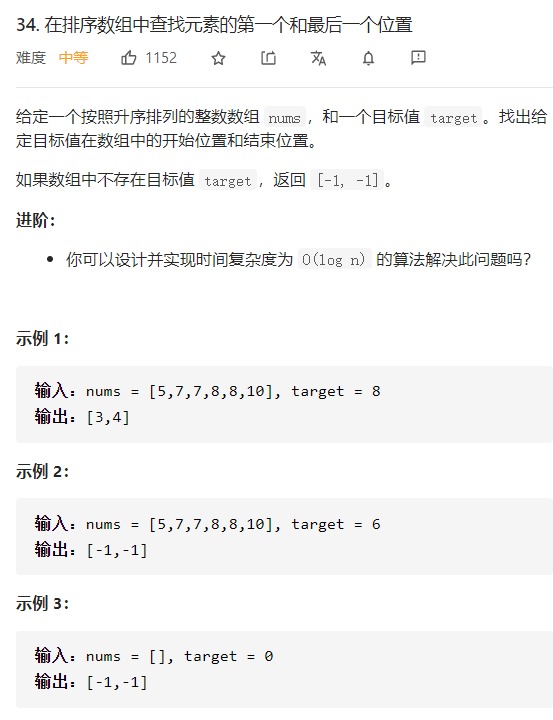 34. 在排序数组中查找元素的第一个和最后一个位置
难度 中等 1152
给定一个按照升序排列的整数数组 nums，和一个目标值 target。找出给
定目标值在数组中的开始位置和结束位置。
如果数组中不存在目标值 target，返回 [-1, -1]。
进阶：
• 你可以设计并实现时间复杂度为 O(log n) 的算法解决此问题吗？
示例 1：
输入：nums = [5,7,7,8,8,10], target = 8
输出：[3,4]
示例 2：
输入：nums = [5,7,7,8,8,10], target = 6
输出：[-1,-1]
示例 3：
输入：nums = [], target = 0
输出：[-1,-1]